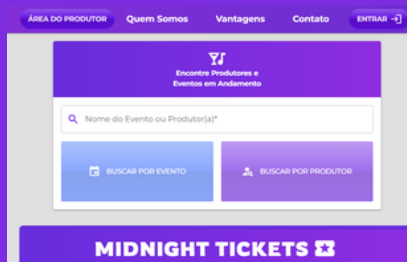 ÁREA DO PRODUTOR Quem Somos Vantagens Contato ENTRAR
Encontre Produtores e
Eventos em Andamento
Nome do Evento ou Produtor(a)*
BUSCAR POR EVENTO BUSCAR POR PRODUTOR
MIDNIGHT TICKETS